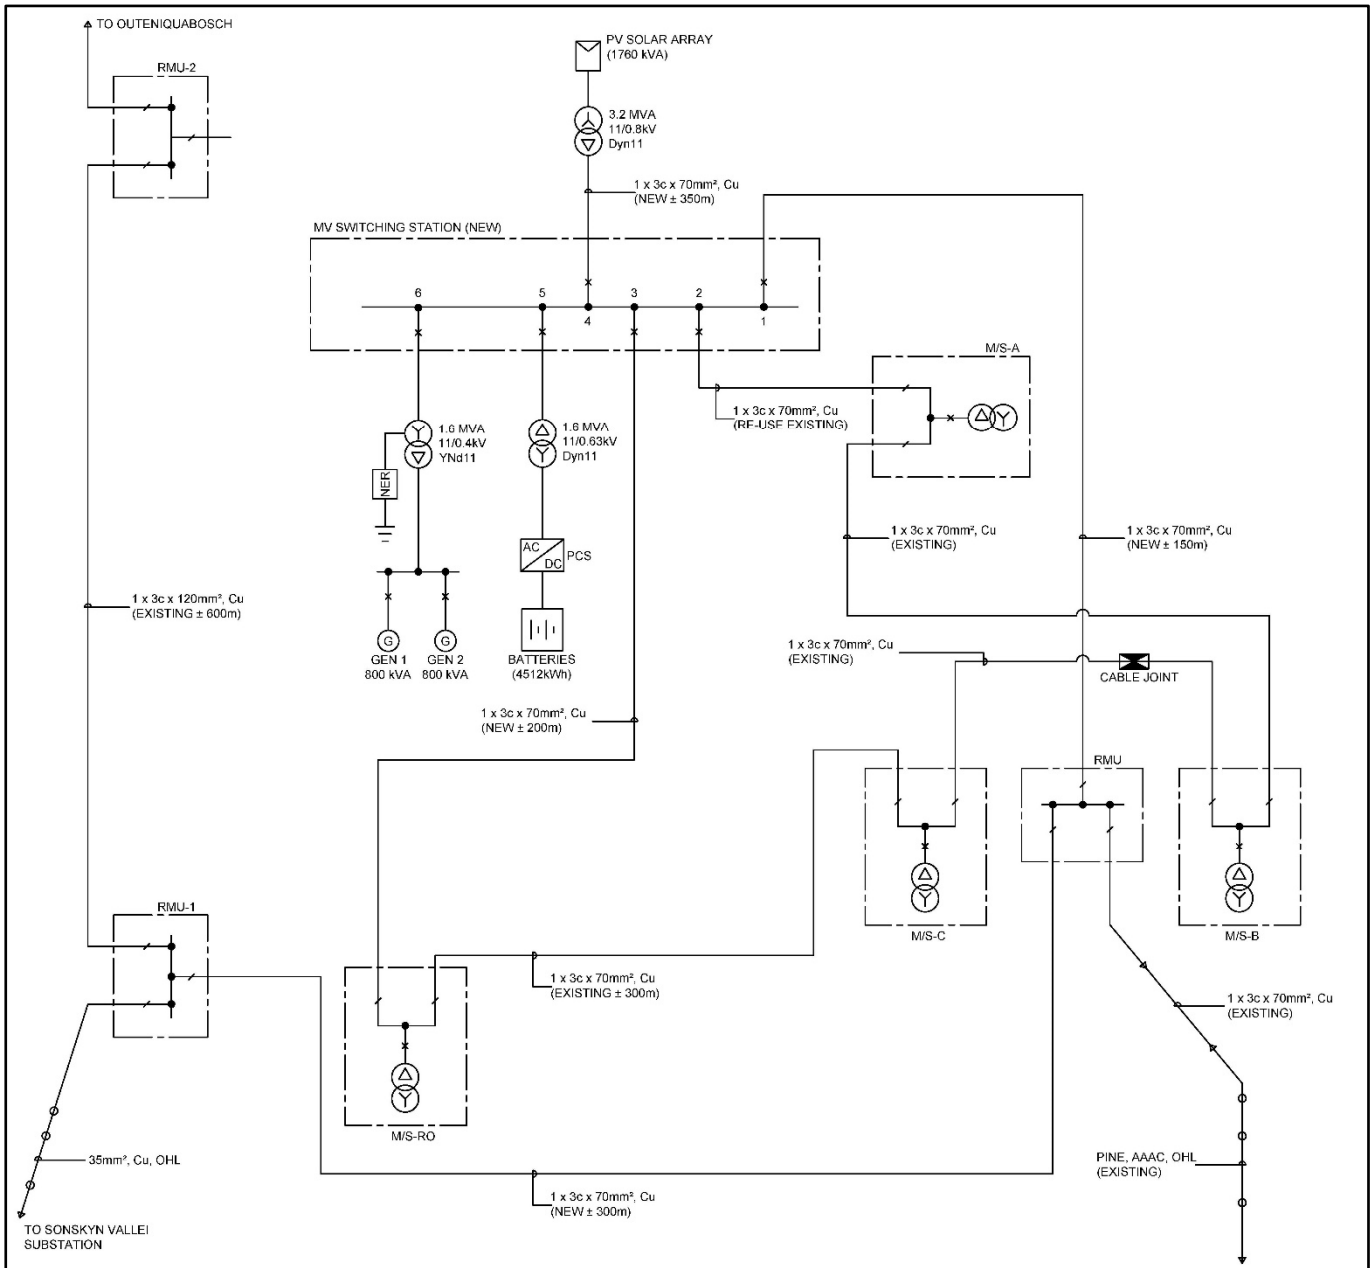 TO OUTENIQUABOSCH
RMU-2
PV SOLAR ARRAY
(1760 kVA)
3.2 MVA
11/0.8kV
Dyn11
1 x 3c x 70mm², Cu
(NEW ± 350m)
MV SWITCHING STATION (NEW)
6
5
4
3
2
1
M/S-A
1 x 3c x 70mm², Cu
(RE-USE EXISTING)
1.6 MVA
11/0.4kV
YNd11
NER
1.6 MVA
11/0.63kV
Dyn11
AC
DC
PCS
1 x 3c x 70mm², Cu
(EXISTING)
1 x 3c x 70mm², Cu
(NEW ± 150m)
1 x 3c x 120mm², Cu
(EXISTING ± 600m)
G
GEN 1
800 kVA
G
GEN 2
800 kVA
BATTERIES
(4512kWh)
1 x 3c x 70mm², Cu
(EXISTING)
CABLE JOINT
1 x 3c x 70mm², Cu
(NEW ± 200m)
RMU
M/S-C
M/S-B
RMU-1
1 x 3c x 70mm², Cu
(EXISTING ± 300m)
1 x 3c x 70mm², Cu
(EXISTING)
M/S-RO
35mm², Cu, OHL
PINE, AAAC, OHL
(EXISTING)
1 x 3c x 70mm², Cu
(NEW ± 300m)
TO SONSKYN VALLEI
SUBSTATION